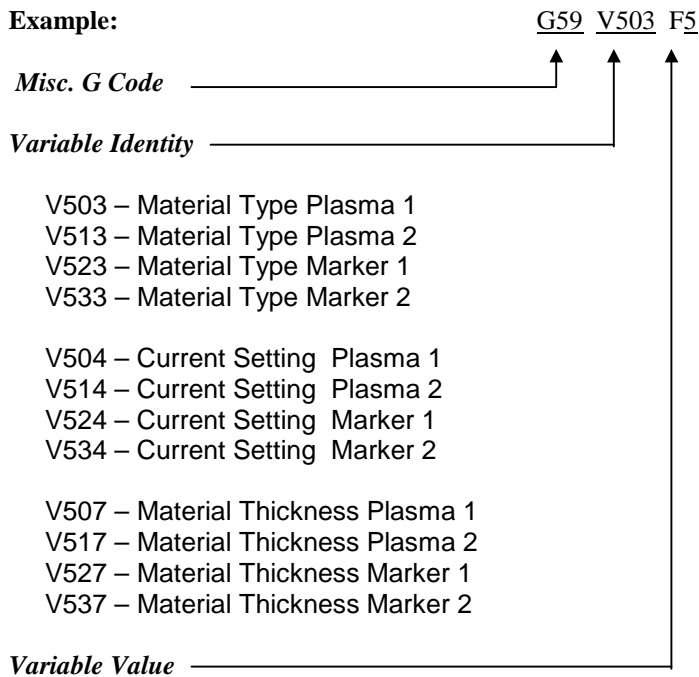 Example: G59 V503 F5
Misc. G Code
Variable Identity
V503 – Material Type Plasma 1
V513 – Material Type Plasma 2
V523 – Material Type Marker 1
V533 – Material Type Marker 2
V504 – Current Setting Plasma 1
V514 – Current Setting Plasma 2
V524 – Current Setting Marker 1
V534 – Current Setting Marker 2
V507 – Material Thickness Plasma 1
V517 – Material Thickness Plasma 2
V527 – Material Thickness Marker 1
V537 – Material Thickness Marker 2
Variable Value